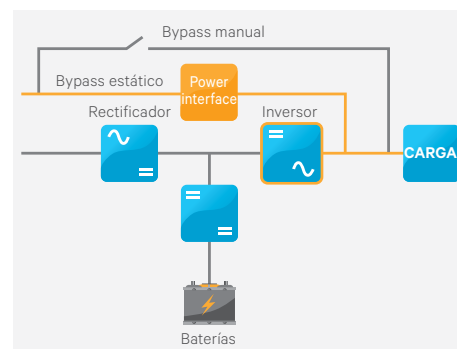 Bypass manual
Bypass estático
Power
interface
Rectificador
Inversor
CARGA
Baterías